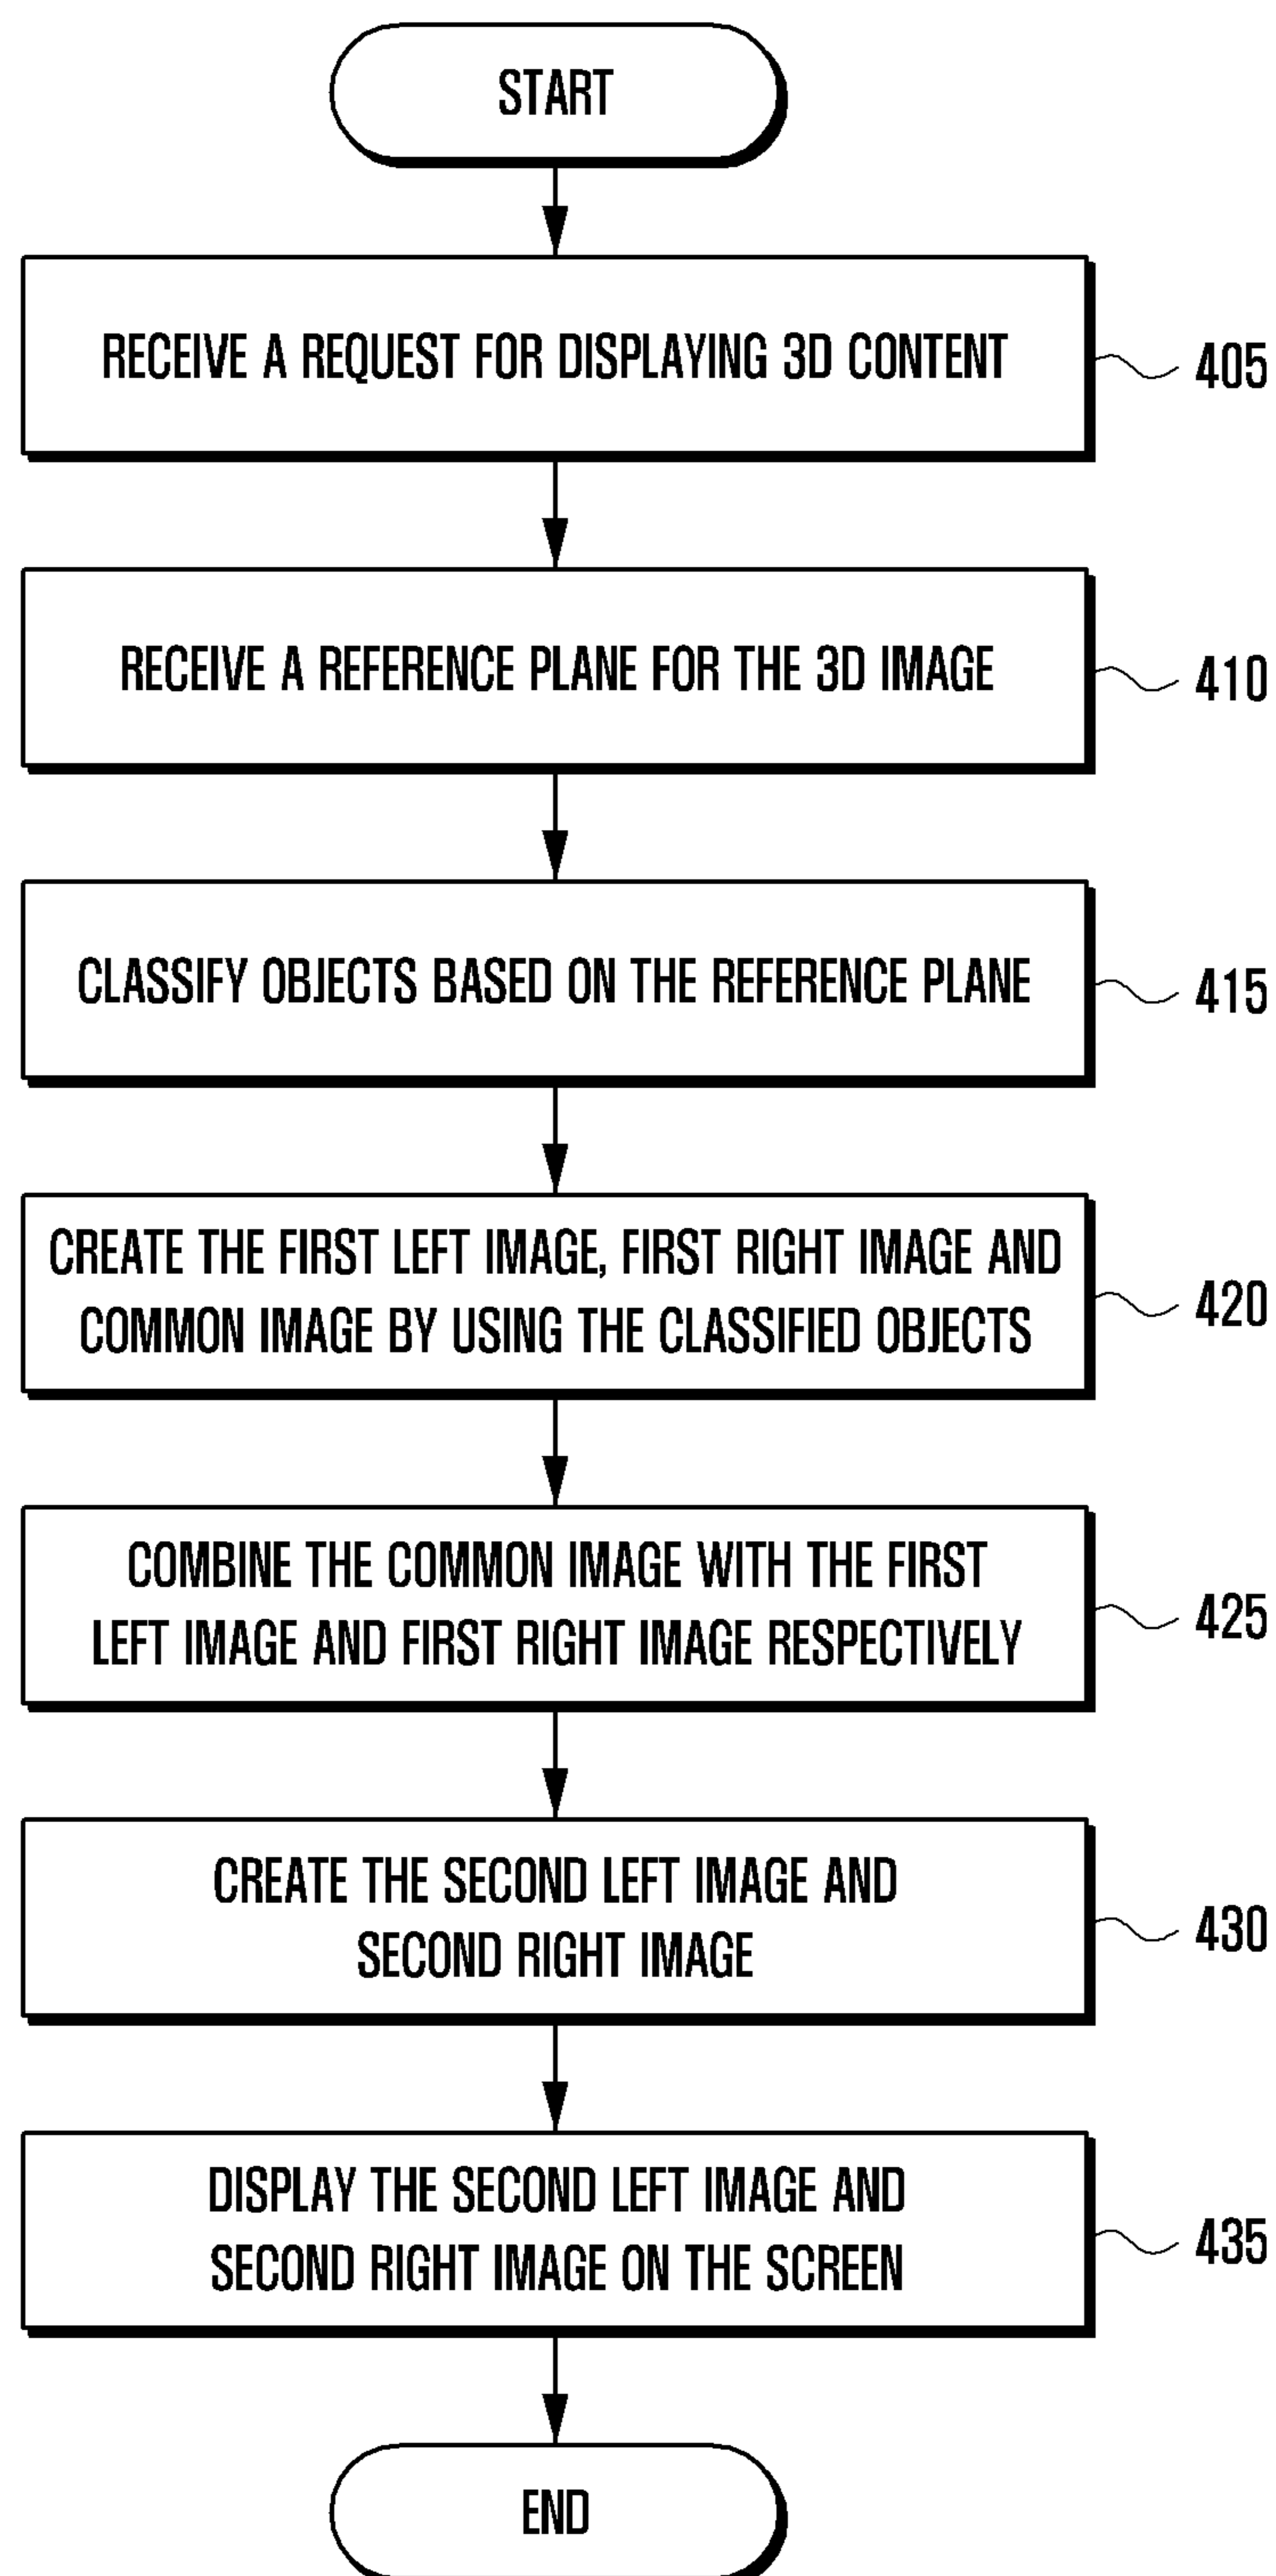 START
RECEIVE A REQUEST FOR DISPLAYING 3D CONTENT
405
RECEIVE A REFERENCE PLANE FOR THE 3D IMAGE
410
CLASSIFY OBJECTS BASED ON THE REFERENCE PLANE
415
CREATE THE FIRST LEFT IMAGE, FIRST RIGHT IMAGE AND
COMMON IMAGE BY USING THE CLASSIFIED OBJECTS
420
COMBINE THE COMMON IMAGE WITH THE FIRST
LEFT IMAGE AND FIRST RIGHT IMAGE RESPECTIVELY
425
CREATE THE SECOND LEFT IMAGE AND
SECOND RIGHT IMAGE
430
DISPLAY THE SECOND LEFT IMAGE AND
SECOND RIGHT IMAGE ON THE SCREEN
435
END